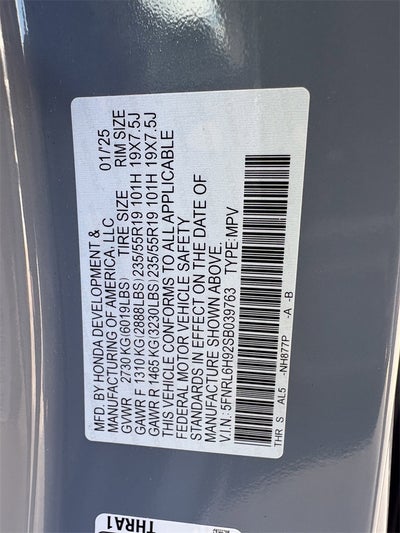 MFD. BY HONDA DEVELOPMENT &
MANUFACTURING OF AMERICA, LLC 01/'25
GVWR 2730 KG(6019LBS) TIRE SIZE RIM SIZE
GAWR F 1310 KG(2888LBS) 235/55R19 101H 19X7.5J
GAWR R 1465 KG(3230LBS) 235/55R19 101H 19X7.5J
THIS VEHICLE CONFORMS TO ALL APPLICABLE
FEDERAL MOTOR VEHICLE SAFETY
STANDARDS IN EFFECT ON THE DATE OF
MANUFACTURE SHOWN ABOVE.
V.I.N. 5FNRL6H92SB039763 TYPE: MPV
THR S AL5 -NH877P -A -B
THRA1